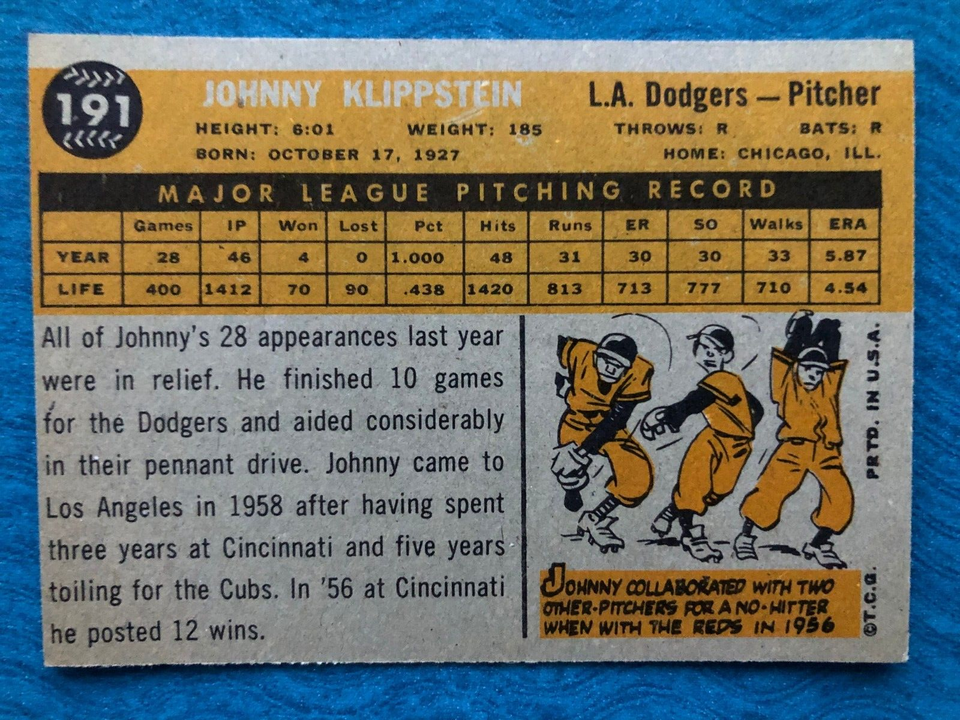 191
JOHNNY KLIPPSTEIN
L.A. Dodgers — Pitcher
HEIGHT: 6:01 WEIGHT: 185 THROWS: R BATS: R
BORN: OCTOBER 17, 1927 HOME: CHICAGO, ILL.
MAJOR LEAGUE PITCHING RECORD
Games IP Won Lost Pct Hits Runs ER SO Walks ERA
YEAR 28 46 4 0 1.000 48 31 30 30 33 5.87
LIFE 400 1412 70 90 .438 1420 813 713 777 710 4.54
All of Johnny's 28 appearances last year
were in relief. He finished 10 games
for the Dodgers and aided considerably
in their pennant drive. Johnny came to
Los Angeles in 1958 after having spent
three years at Cincinnati and five years
toiling for the Cubs. In '56 at Cincinnati
he posted 12 wins.
JOHNNY COLLABORATED WITH TWO
OTHER-PITCHERS FOR A NO-HITTER
WHEN WITH THE REDS IN 1956
©T.C.G. PRTD. IN U.S.A.